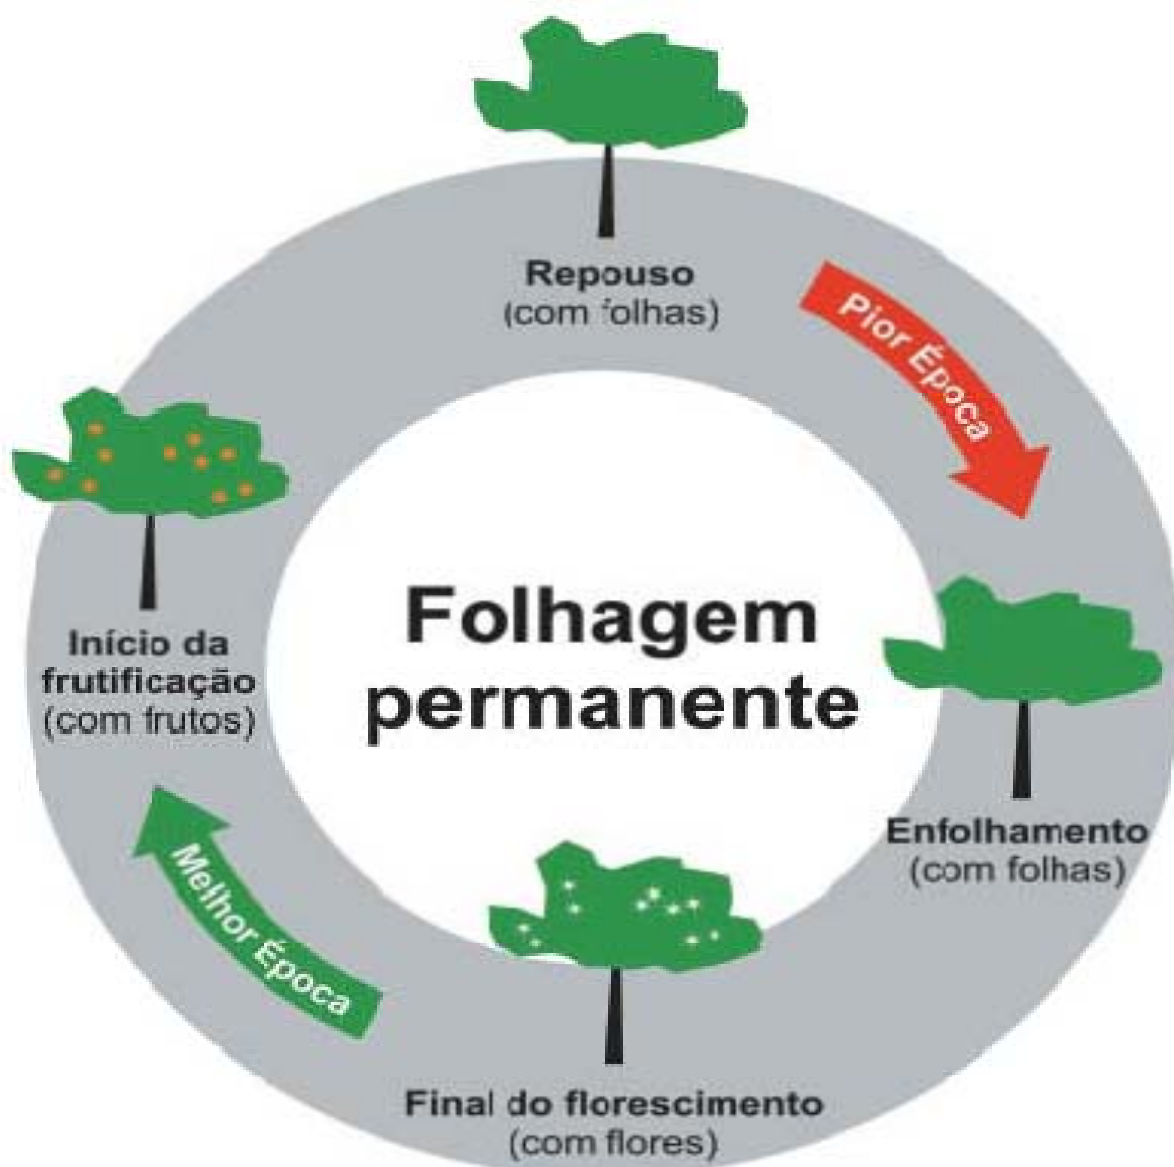 Repouso
(com folhas)
Pior Época
Folhagem
permanente
Enfolhamento
(com folhas)
Final do florescimento
(com flores)
Melhor Época
Início da
frutificação
(com frutos)